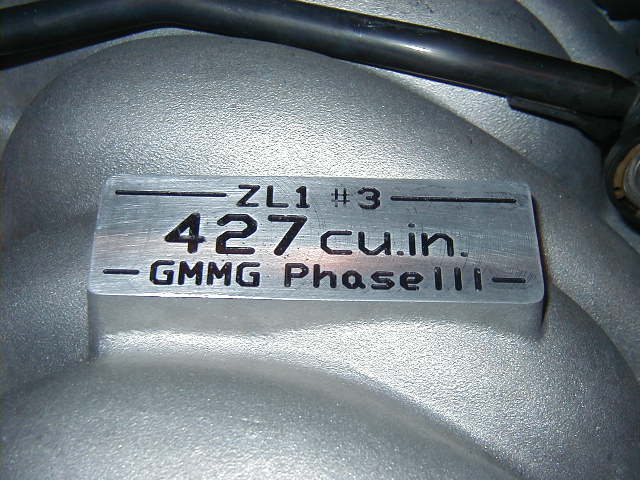 ZL1 #3
427 cu.in.
GMMG Phase III